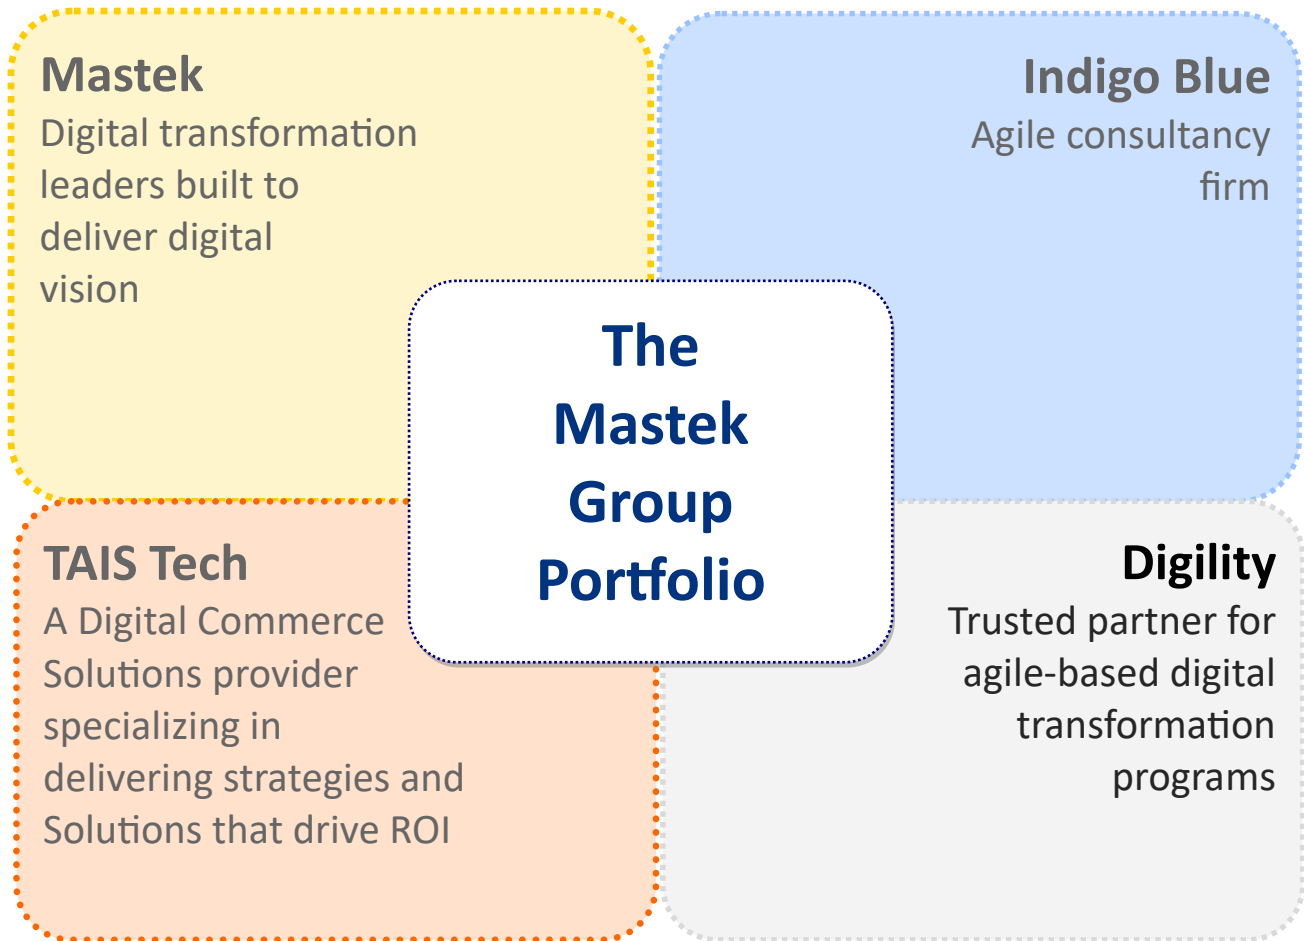 Mastek
Digital transformation
leaders built to
deliver digital
vision
Indigo Blue
Agile consultancy
firm
The
Mastek
Group
Portfolio
TAIS Tech
A Digital Commerce
Solutions provider
specializing in
delivering strategies and
Solutions that drive ROI
Digility
Trusted partner for
agile-based digital
transformation
programs